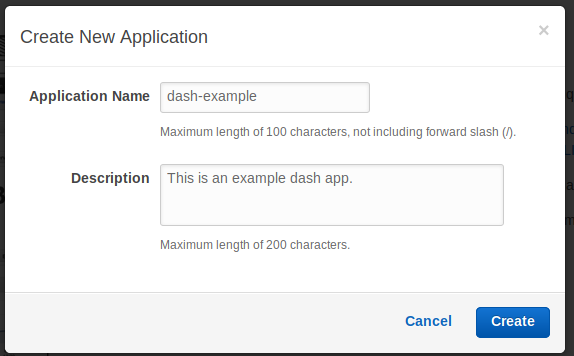 Create New Application ×
Application Name dash-example
Maximum length of 100 characters, not including forward slash (/).
Description This is an example dash app.
Maximum length of 200 characters.
Cancel Create